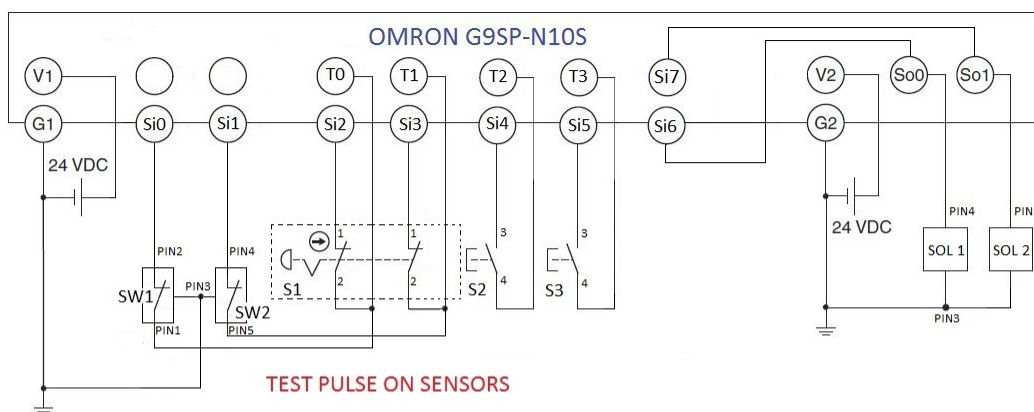 OMRON G9SP-N10S
V1 T0 T1 T2 T3 Si7 V2 So0 So1
G1 Si0 Si1 Si2 Si3 Si4 Si5 Si6 G2
24 VDC
24 VDC
1 1 3 3
PIN4 PIN
PIN2 PIN4
SOL 1 SOL 2
2 2 4 4
S1 S2 S3
PIN3
SW1 SW2
PIN1 PIN5
PIN3
TEST PULSE ON SENSORS